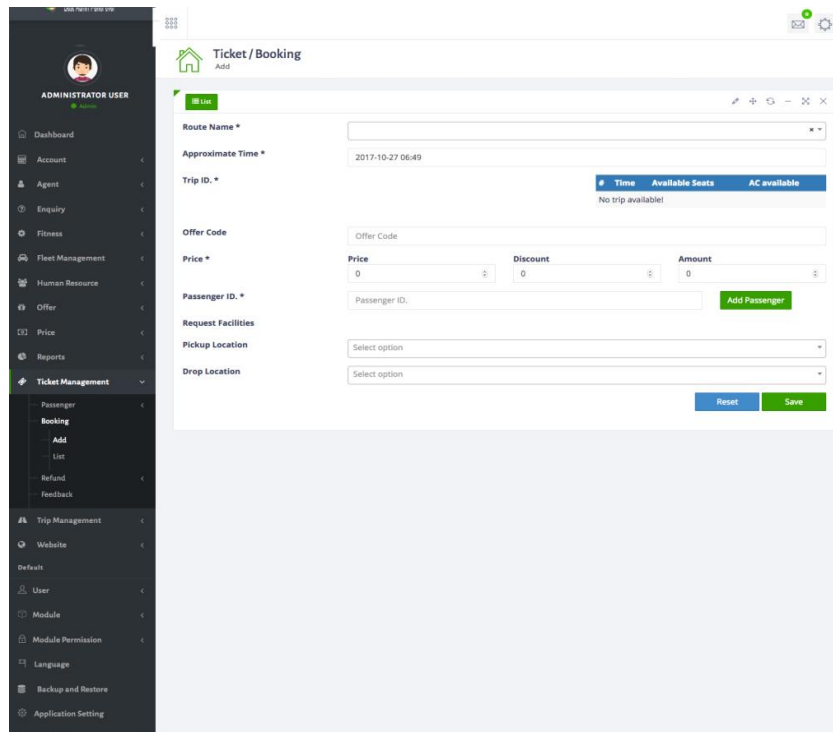 0
Ticket / Booking
Add
ADMINISTRATOR USER
Admin
Dashboard
Account
Agent
Enquiry
Fitness
Fleet Management
Human Resource
Offer
Price
Reports
Ticket Management
Passenger
Booking
Add
List
Refund
Feedback
Trip Management
Website
Default
User
Module
Module Permission
Language
Backup and Restore
Application Setting
List
Route Name *
Approximate Time *
2017-10-27 06:49
Trip ID. *
# Time Available Seats AC available
No trip available!
Offer Code
Offer Code
Price *
Price Discount Amount
0 0 0
Passenger ID. *
Passenger ID.
Add Passenger
Request Facilities
Pickup Location
Select option
Drop Location
Select option
Reset Save